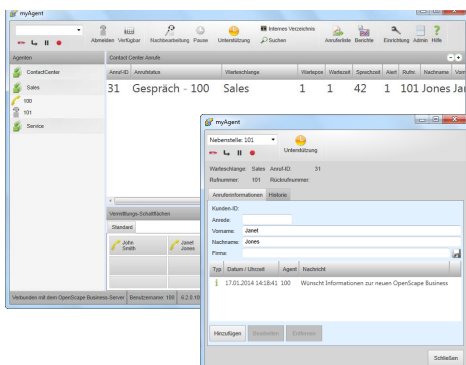 myAgent
Internes Verzeichnis
Abmelden Verfügbar Nachbearbeitung Pause Unterstützung Suchen Anruferliste Berichte Einrichtung Admin Hilfe
Agenten
Contact Center Anrufe
ContactCenter
Sales
100
101
Service
Anruf-ID Anrufstatus Warteschlange Wartepos Wartezeit Sprechzeit Alert Rufnr. Nachname Vorn
31 Gespräch - 100 Sales 1 1 42 1 101 Jones Jan
Vermittlungs-Schaltflächen
Standard
John Smith
Janet Jones
Verbunden mit dem OpenScape Business-Server Benutzername: 100
myAgent
Nebenstelle: 101
Unterstützung
Warteschlange: Sales Anruf-ID: 31
Rufnummer: 101 Rückrufnummer:
Anruferinformationen Historie
Kunden-ID:
Anrede:
Vorname: Janet
Nachname: Jones
Firma:
Typ Datum / Uhrzeit Agent Nachricht
17.01.2014 14:18:41 100 Wünscht Informationen zur neuen OpenScape Business
Hinzufügen Bearbeiten Entfernen
Schließen